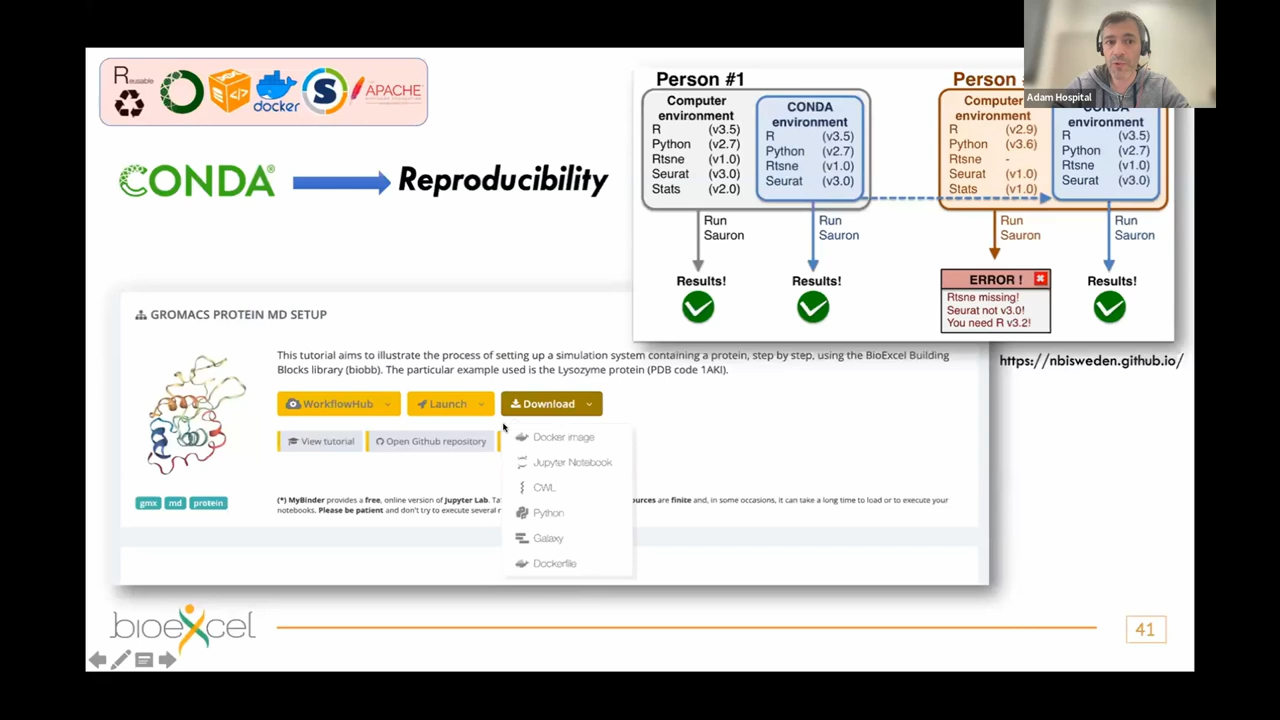 Reusable
docker
S
APACHE
CONDA®
Reproducibility
Person #1
Computer
environment
R (v3.5)
Python (v2.7)
Rtsne (v1.0)
Seurat (v3.0)
Stats (v2.0)
CONDA
environment
R (v3.5)
Python (v2.7)
Rtsne (v1.0)
Seurat (v3.0)
Run
Sauron
Results!
Run
Sauron
Results!
Person
Computer
environment
R (v2.9)
Python (v3.6)
Rtsne -
Seurat (v1.0)
Stats (v1.0)
CONDA
environment
R (v3.5)
Python (v2.7)
Rtsne (v1.0)
Seurat (v3.0)
Run
Sauron
ERROR !
Rtsne missing!
Seurat not v3.0!
You need R v3.2!
Run
Sauron
Results!
Adam Hospital
https://nbisweden.github.io/
GROMACS PROTEIN MD SETUP
This tutorial aims to illustrate the process of setting up a simulation system containing a protein, step by step, using the BioExcel Building
Blocks library (biobb). The particular example used is the Lysozyme protein (PDB code 1AKI).
WorkflowHub
Launch
Download
View tutorial
Open Github repository
Docker image
Jupyter Notebook
CWL
Python
Galaxy
Dockerfile
gmx
md
protein
(*) MyBinder provides a free, online version of Jupyter Lab. are finite and, in some occasions, it can take a long time to load or to execute your
notebooks. Please be patient and don't try to execute several
bioexcel
41